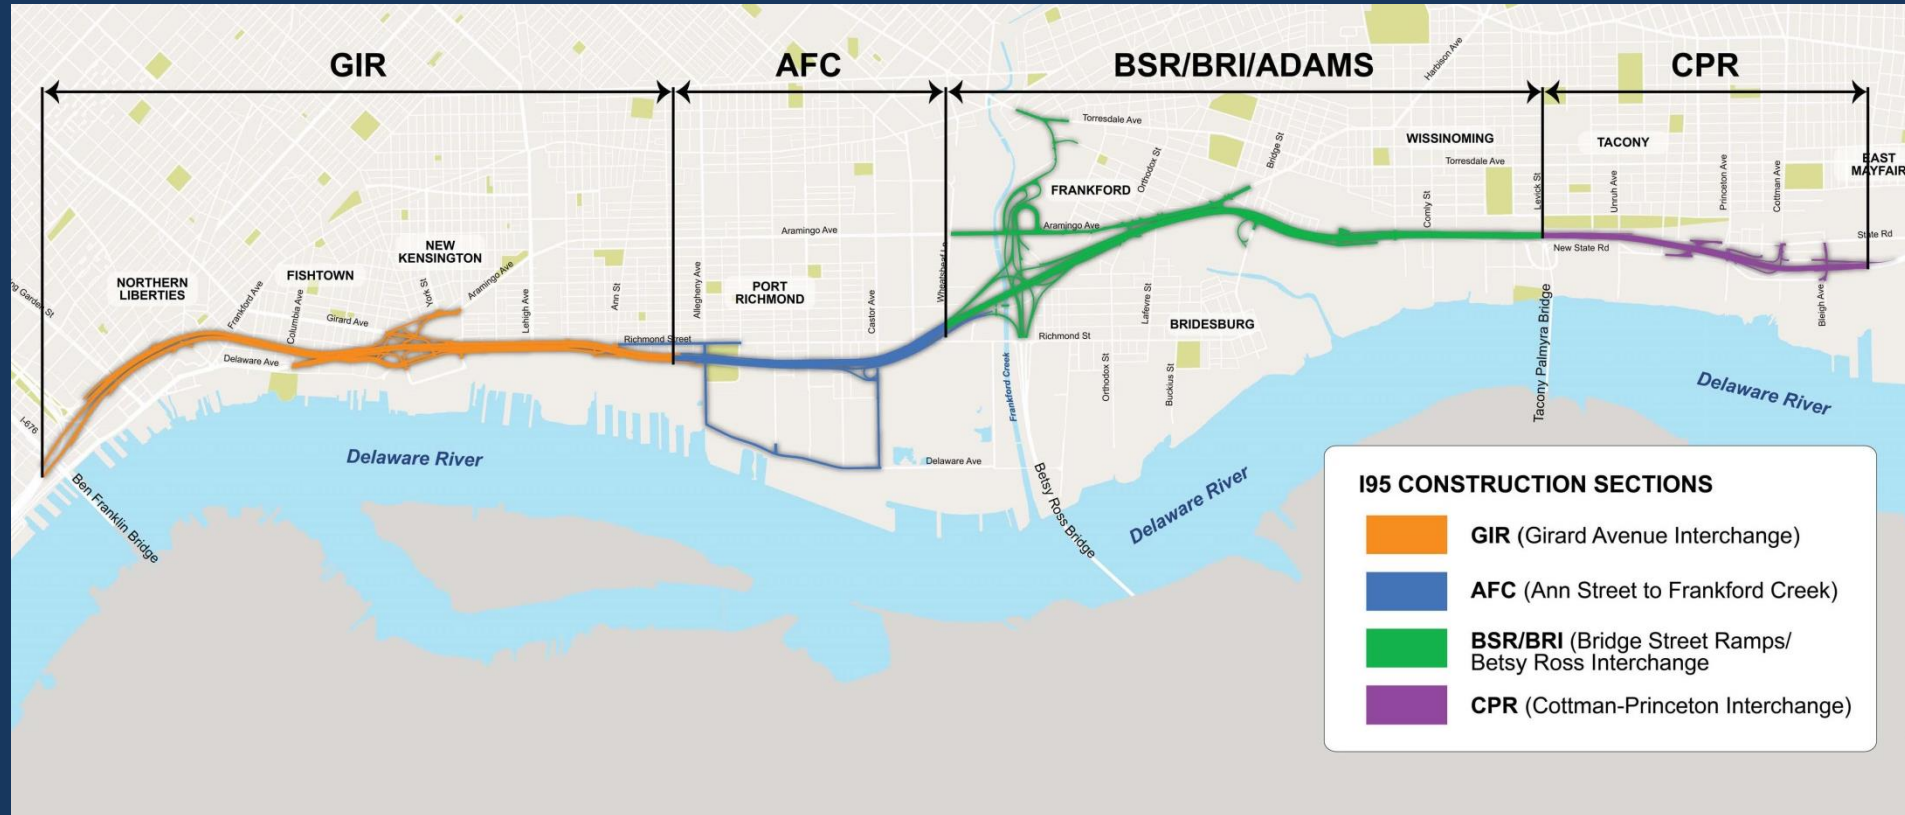 GIR
AFC
BSR/BRI/ADAMS
CPR
Harbison Ave
Torresdale Ave
WISSINOMING
TACONY
Torresdale Ave
EAST
MAYFAIR
FRANKFORD
Orthodox St
Bridge St
Comly St
Levick St
Unruh Ave
Princeton Ave
Cottman Ave
Aramingo Ave
Aramingo Ave
State Rd
New State Rd
NEW
KENSINGTON
FISHTOWN
NORTHERN
LIBERTIES
Frankford Ave
Columbia Ave
York St
Aramingo Ave
Lehigh Ave
Ann St
Allegheny Ave
PORT
RICHMOND
Castor Ave
Girard Ave
Delaware Ave
Richmond Street
Richmond St
Lafevre St
BRIDESBURG
Bleigh Ave
Orthodox St
Buckius St
Frankford Creek
Tacony Palmyra Bridge
Delaware River
I-676
Ben Franklin Bridge
Delaware River
Delaware Ave
Betsy Ross Bridge
Delaware River
I95 CONSTRUCTION SECTIONS
GIR (Girard Avenue Interchange)
AFC (Ann Street to Frankford Creek)
BSR/BRI (Bridge Street Ramps/
Betsy Ross Interchange
CPR (Cottman-Princeton Interchange)